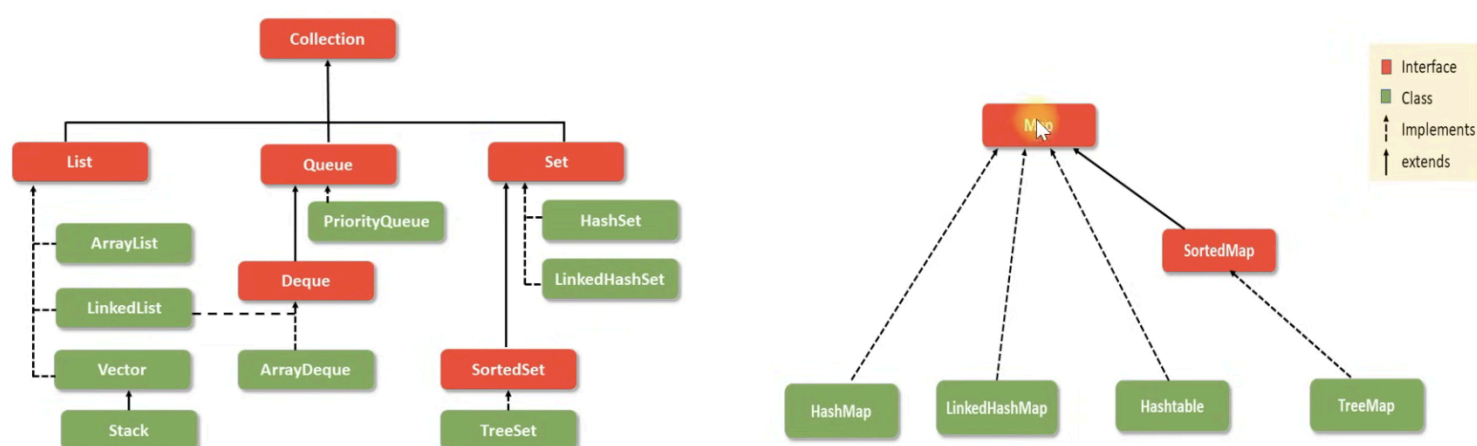 Collection
List
Queue
Set
ArrayList
PriorityQueue
HashSet
Deque
LinkedHashSet
LinkedList
Vector
ArrayDeque
SortedSet
Stack
TreeSet
Map
SortedMap
HashMap
LinkedHashMap
Hashtable
TreeMap
Interface
Class
Implements
extends